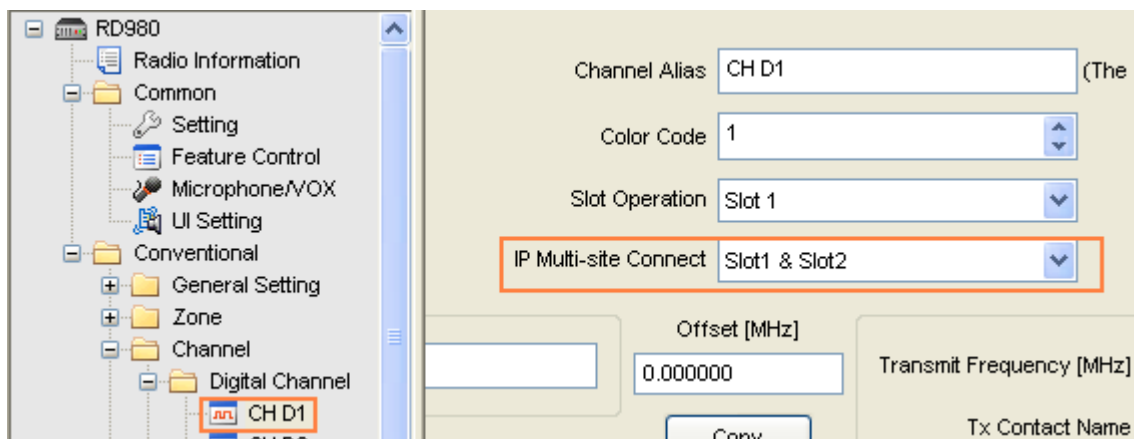 RD980
Radio Information
Common
Setting
Feature Control
Microphone/VOX
UI Setting
Conventional
General Setting
Zone
Channel
Digital Channel
CH D1
Channel Alias CH D1 (The
Color Code 1
Slot Operation Slot 1
IP Multi-site Connect Slot1 & Slot2
Offset [MHz]
0.000000
Transmit Frequency [MHz]
Copy
Tx Contact Name